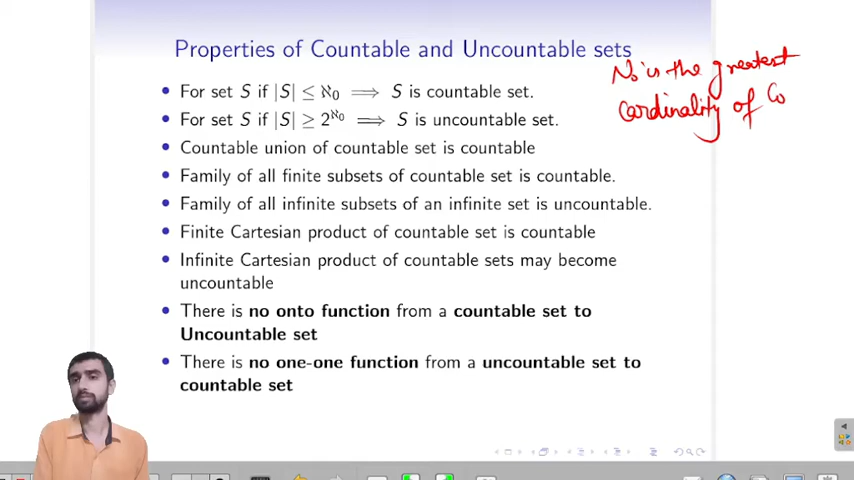 Properties of Countable and Uncountable sets
ℵ₀ is the greatest
Cardinality of Co
For set S if |S| ≤ ℵ₀ ⟹ S is countable set.
For set S if |S| ≥ 2^ℵ₀ ⟹ S is uncountable set.
Countable union of countable set is countable
Family of all finite subsets of countable set is countable.
Family of all infinite subsets of an infinite set is uncountable.
Finite Cartesian product of countable set is countable
Infinite Cartesian product of countable sets may become
uncountable
There is no onto function from a countable set to
Uncountable set
There is no one-one function from a uncountable set to
countable set